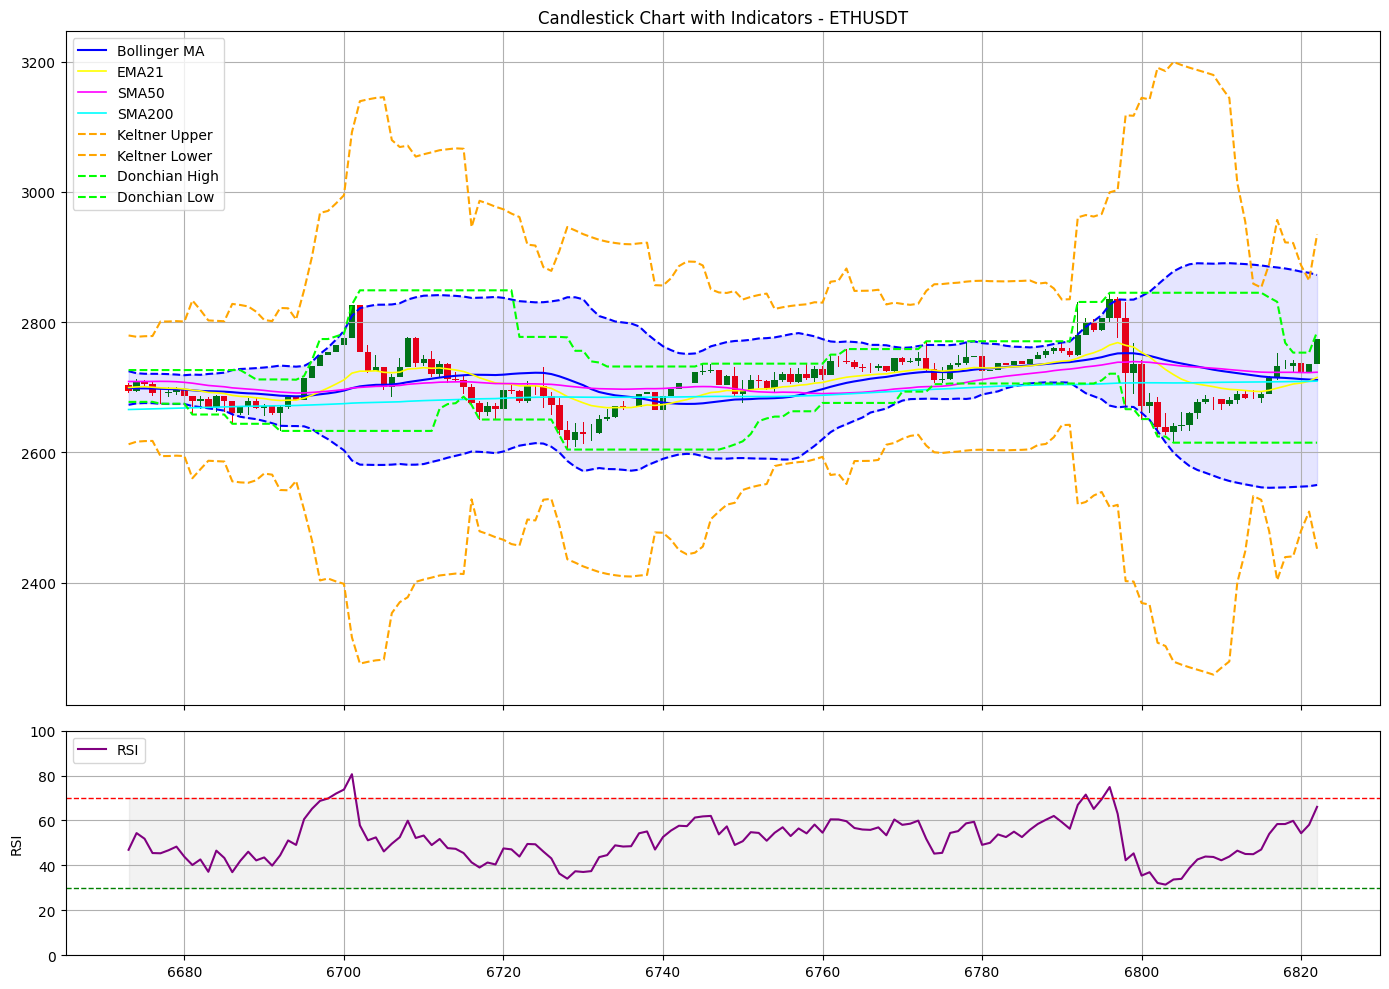 Candlestick Chart with Indicators - ETHUSDT
Bollinger MA
EMA21
SMA50
SMA200
Keltner Upper
Keltner Lower
Donchian High
Donchian Low
3200
3000
2800
2600
2400
RSI
100
80
60
40
20
0
RSI
6680
6700
6720
6740
6760
6780
6800
6820